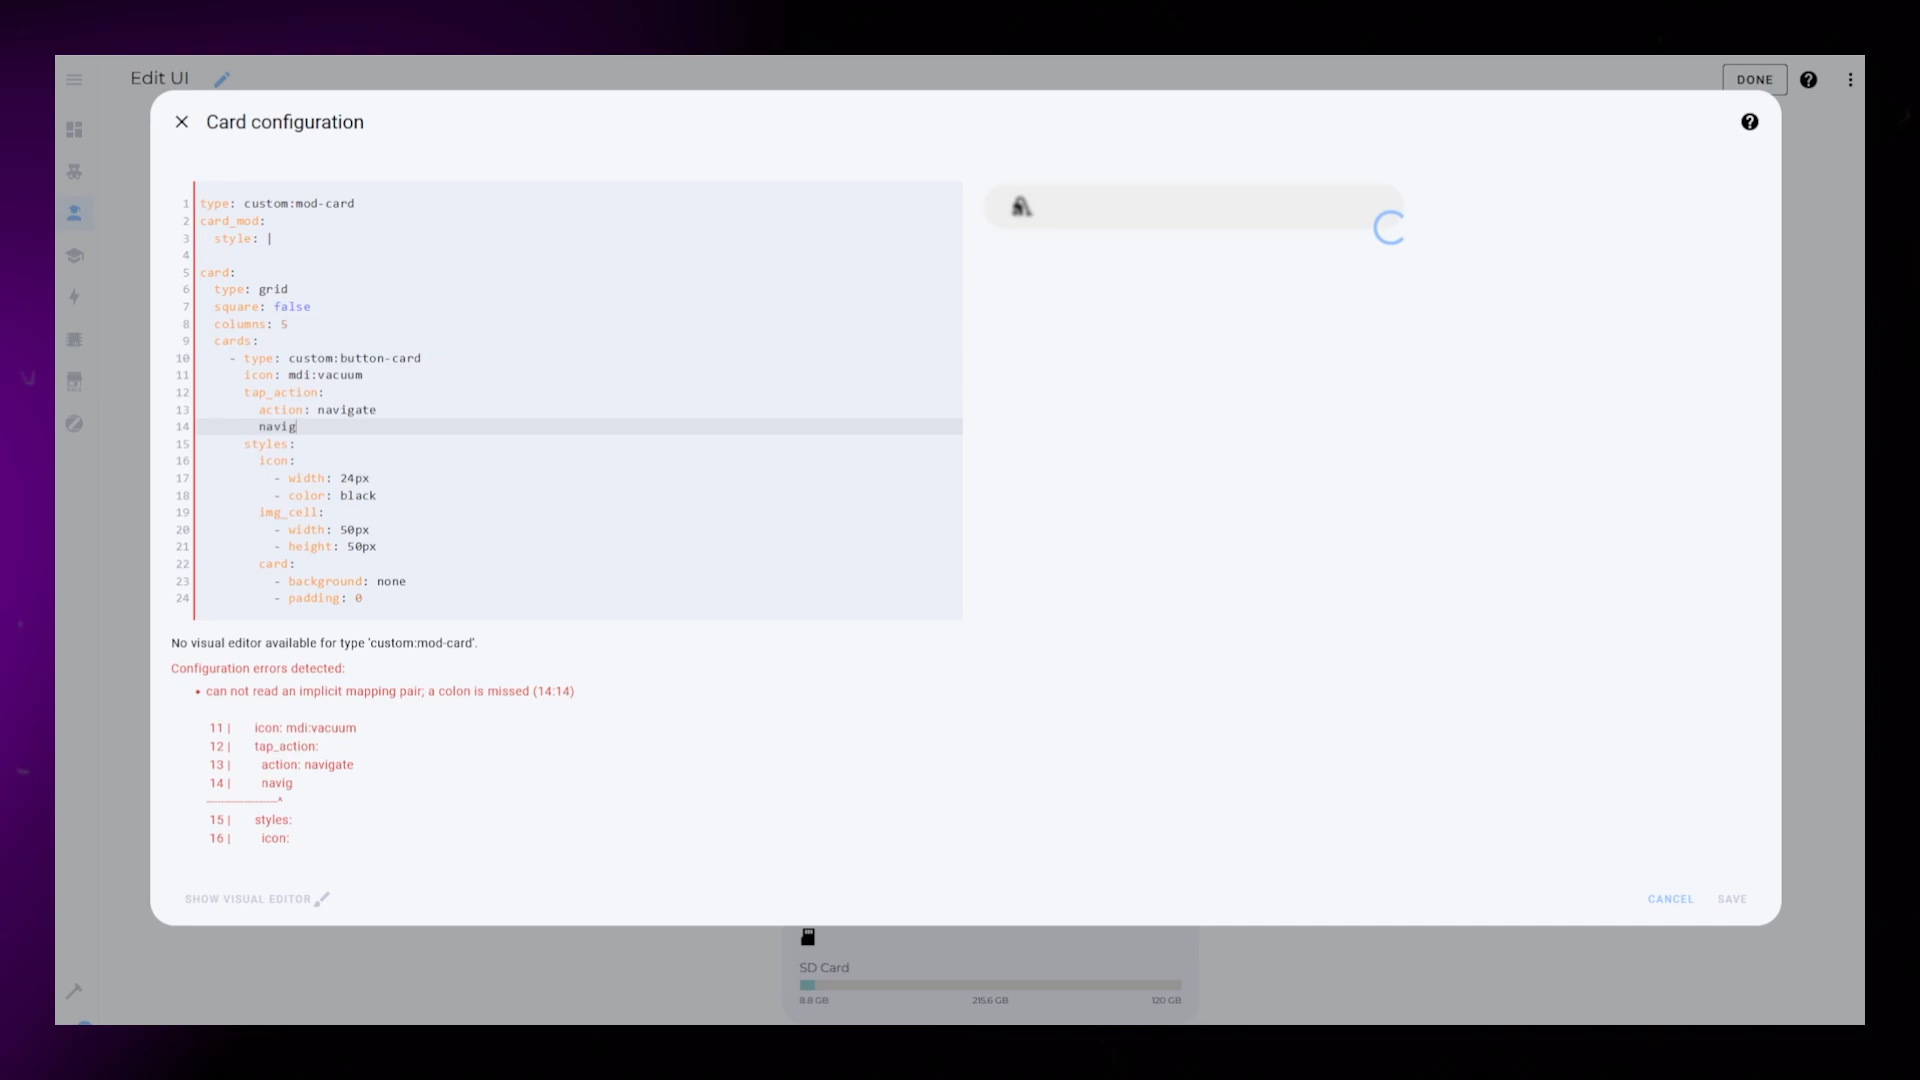 Edit UI
DONE
Card configuration
1 type: custom:mod-card
2 card_mod:
3 style: |
4
5 card:
6 type: grid
7 square: false
8 columns: 5
9 cards:
10 - type: custom:button-card
11 icon: mdi:vacuum
12 tap_action:
13 action: navigate
14 navig
15 styles:
16 icon:
17 - width: 24px
18 - color: black
19 img_cell:
20 - width: 50px
21 - height: 50px
22 card:
23 - background: none
24 - padding: 0
No visual editor available for type 'custom:mod-card'.
Configuration errors detected:
• can not read an implicit mapping pair; a colon is missed (14:14)
11 | icon: mdi:vacuum
12 | tap_action:
13 | action: navigate
14 | navig
-----------------------^
15 | styles:
16 | icon:
SHOW VISUAL EDITOR
CANCEL
SAVE
SD Card
8.8 GB 215.6 GB 120 GB